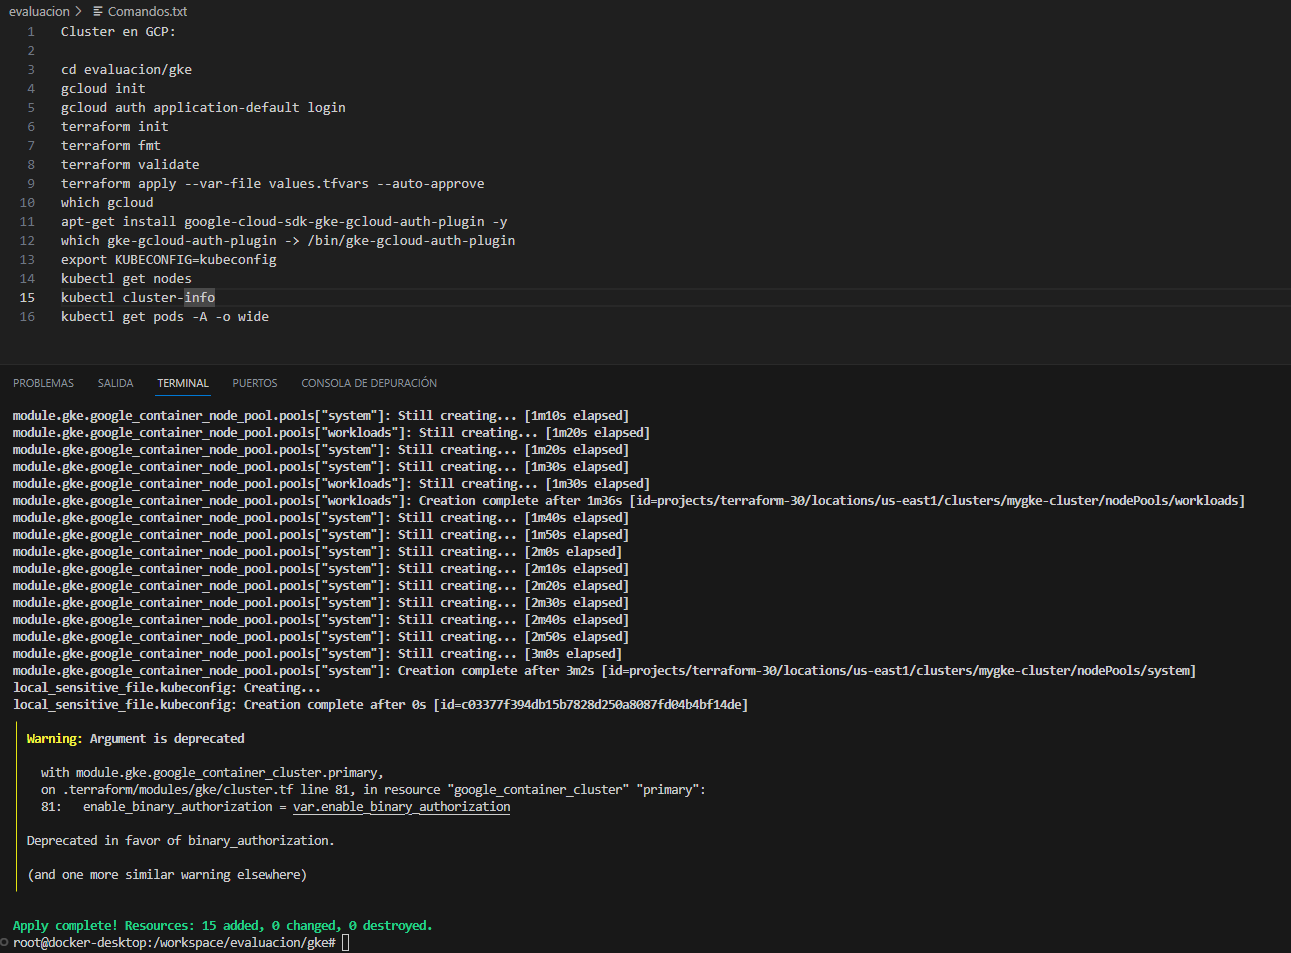 evaluacion > Comandos.txt
1 Cluster en GCP:
2
3 cd evaluacion/gke
4 gcloud init
5 gcloud auth application-default login
6 terraform init
7 terraform fmt
8 terraform validate
9 terraform apply --var-file values.tfvars --auto-approve
10 which gcloud
11 apt-get install google-cloud-sdk-gke-gcloud-auth-plugin -y
12 which gke-gcloud-auth-plugin -> /bin/gke-gcloud-auth-plugin
13 export KUBECONFIG=kubeconfig
14 kubectl get nodes
15 kubectl cluster-info
16 kubectl get pods -A -o wide
PROBLEMAS SALIDA TERMINAL PUERTOS CONSOLA DE DEPURACIÓN
module.gke.google_container_node_pool.pools["system"]: Still creating... [1m10s elapsed]
module.gke.google_container_node_pool.pools["workloads"]: Still creating... [1m20s elapsed]
module.gke.google_container_node_pool.pools["system"]: Still creating... [1m20s elapsed]
module.gke.google_container_node_pool.pools["system"]: Still creating... [1m30s elapsed]
module.gke.google_container_node_pool.pools["workloads"]: Still creating... [1m30s elapsed]
module.gke.google_container_node_pool.pools["workloads"]: Creation complete after 1m36s [id=projects/terraform-30/locations/us-east1/clusters/mygke-cluster/nodePools/workloads]
module.gke.google_container_node_pool.pools["system"]: Still creating... [1m40s elapsed]
module.gke.google_container_node_pool.pools["system"]: Still creating... [1m50s elapsed]
module.gke.google_container_node_pool.pools["system"]: Still creating... [2m0s elapsed]
module.gke.google_container_node_pool.pools["system"]: Still creating... [2m10s elapsed]
module.gke.google_container_node_pool.pools["system"]: Still creating... [2m20s elapsed]
module.gke.google_container_node_pool.pools["system"]: Still creating... [2m30s elapsed]
module.gke.google_container_node_pool.pools["system"]: Still creating... [2m40s elapsed]
module.gke.google_container_node_pool.pools["system"]: Still creating... [2m50s elapsed]
module.gke.google_container_node_pool.pools["system"]: Still creating... [3m0s elapsed]
module.gke.google_container_node_pool.pools["system"]: Creation complete after 3m2s [id=projects/terraform-30/locations/us-east1/clusters/mygke-cluster/nodePools/system]
local_sensitive_file.kubeconfig: Creating...
local_sensitive_file.kubeconfig: Creation complete after 0s [id=c03377f394db15b7828d250a8087fd04b4bf14de]
Warning: Argument is deprecated
with module.gke.google_container_cluster.primary,
on .terraform/modules/gke/cluster.tf line 81, in resource "google_container_cluster" "primary":
81: enable_binary_authorization = var.enable_binary_authorization
Deprecated in favor of binary_authorization.
(and one more similar warning elsewhere)
Apply complete! Resources: 15 added, 0 changed, 0 destroyed.
root@docker-desktop:/workspace/evaluacion/gke#